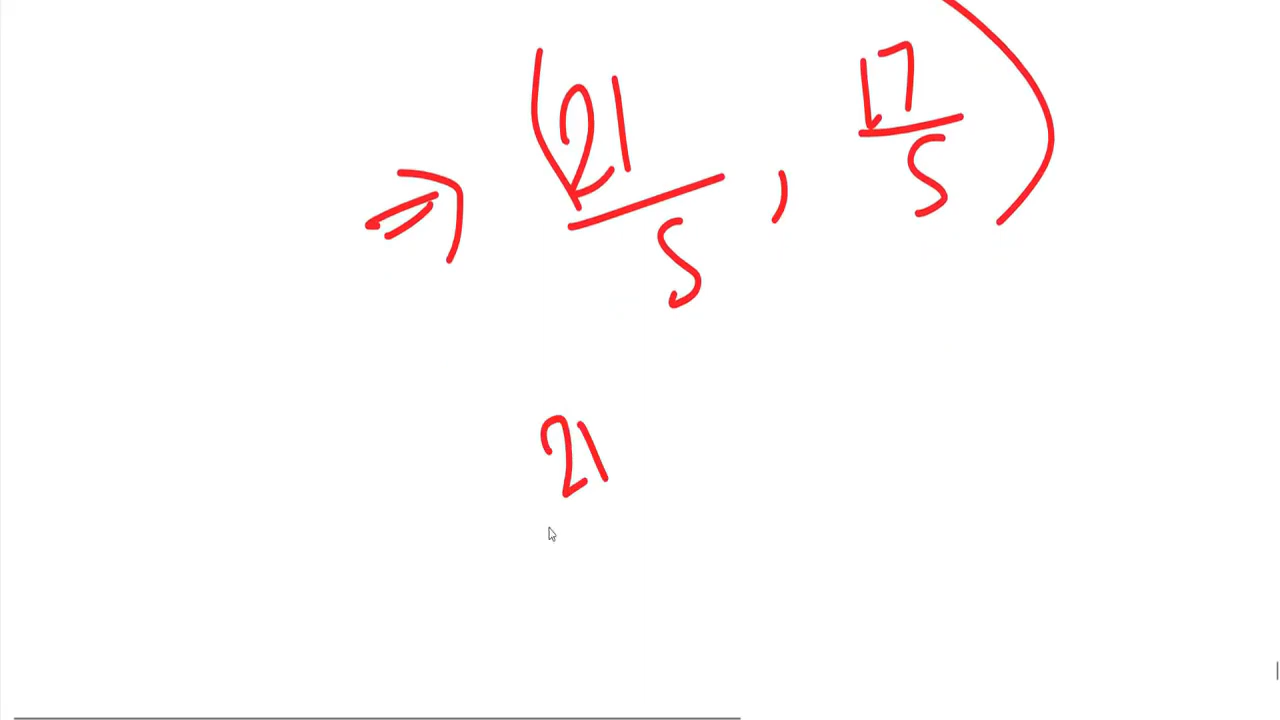 ⇒ (21/5, 17/5)
21